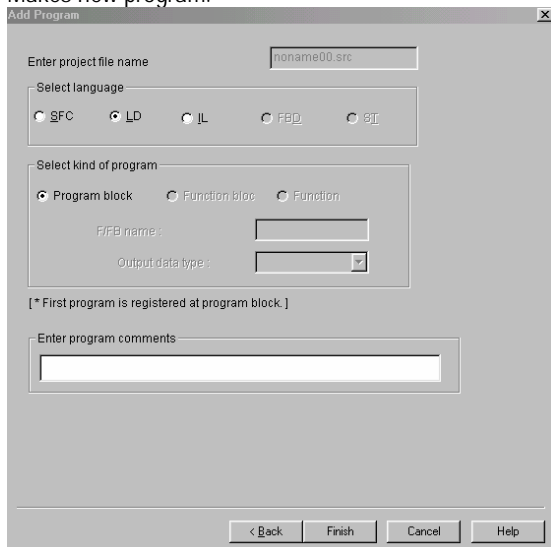 Makes new program.
Add Program
Enter project file name noname00.src
Select language
SFC LD IL FBD ST
Select kind of program
Program block Function bloc Function
F/FB name :
Output data type :
[ * First program is registered at program block. ]
Enter program comments
< Back Finish Cancel Help